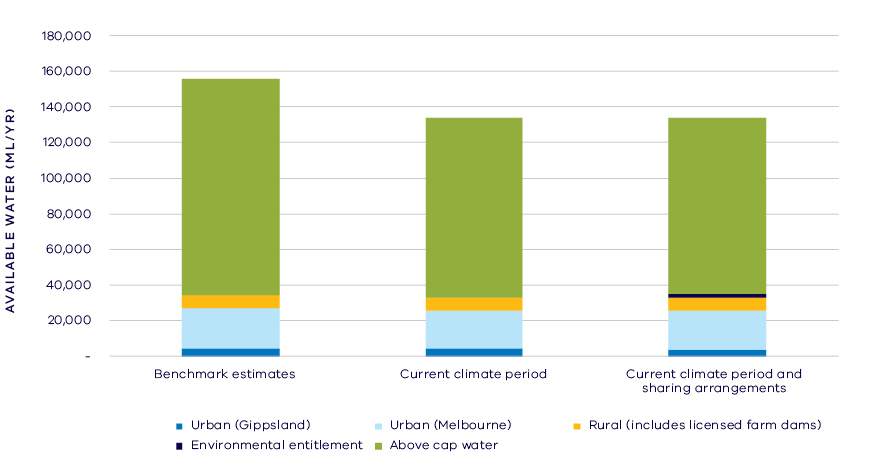 180,000
160,000
140,000
120,000
100,000
80,000
60,000
40,000
20,000
-
AVAILABLE WATER (ML/YR)
Benchmark estimates
Current climate period
Current climate period and
sharing arrangements
Urban (Gippsland)
Urban (Melbourne)
Rural (includes licensed farm dams)
Environmental entitlement
Above cap water